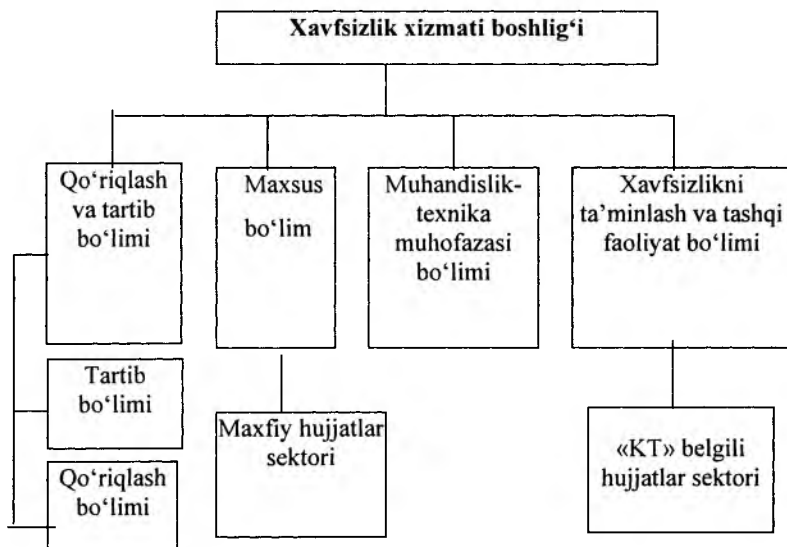 Xavfsizlik xizmati boshlig‘i
Qo‘riqlash
va tartib
bo‘limi
Maxsus
bo‘lim
Muhandislik-
texnika
muhofazasi
bo‘limi
Xavfsizlikni
ta’minlash va tashqi
faoliyat bo‘limi
Tartib
bo‘limi
Maxfiy hujjatlar
sektori
«KT» belgili
hujjatlar sektori
Qo‘riqlash
bo‘limi